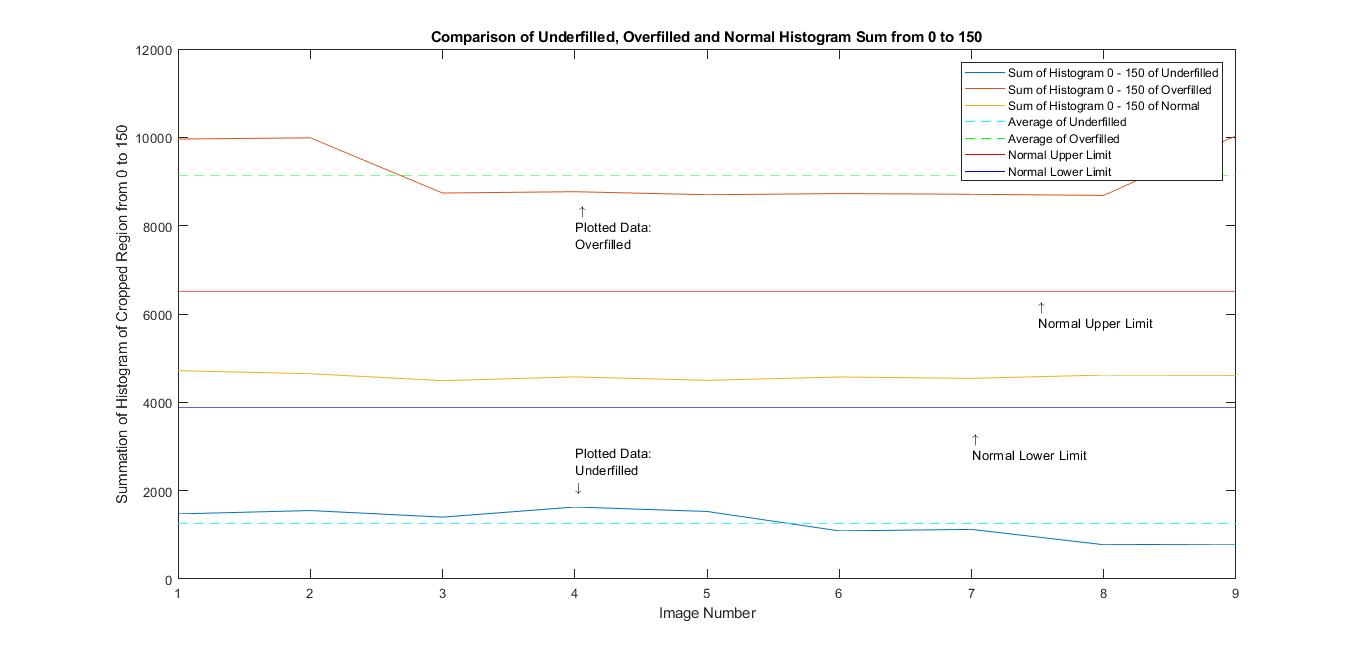 Comparison of Underfilled, Overfilled and Normal Histogram Sum from 0 to 150
Summation of Histogram of Cropped Region from 0 to 150
12000
10000
8000
6000
4000
2000
0
Sum of Histogram 0 - 150 of Underfilled
Sum of Histogram 0 - 150 of Overfilled
Sum of Histogram 0 - 150 of Normal
Average of Underfilled
Average of Overfilled
Normal Upper Limit
Normal Lower Limit
↑
Plotted Data:
Overfilled
↑
Normal Upper Limit
↑
Normal Lower Limit
Plotted Data:
Underfilled
↓
1 2 3 4 5 6 7 8 9
Image Number